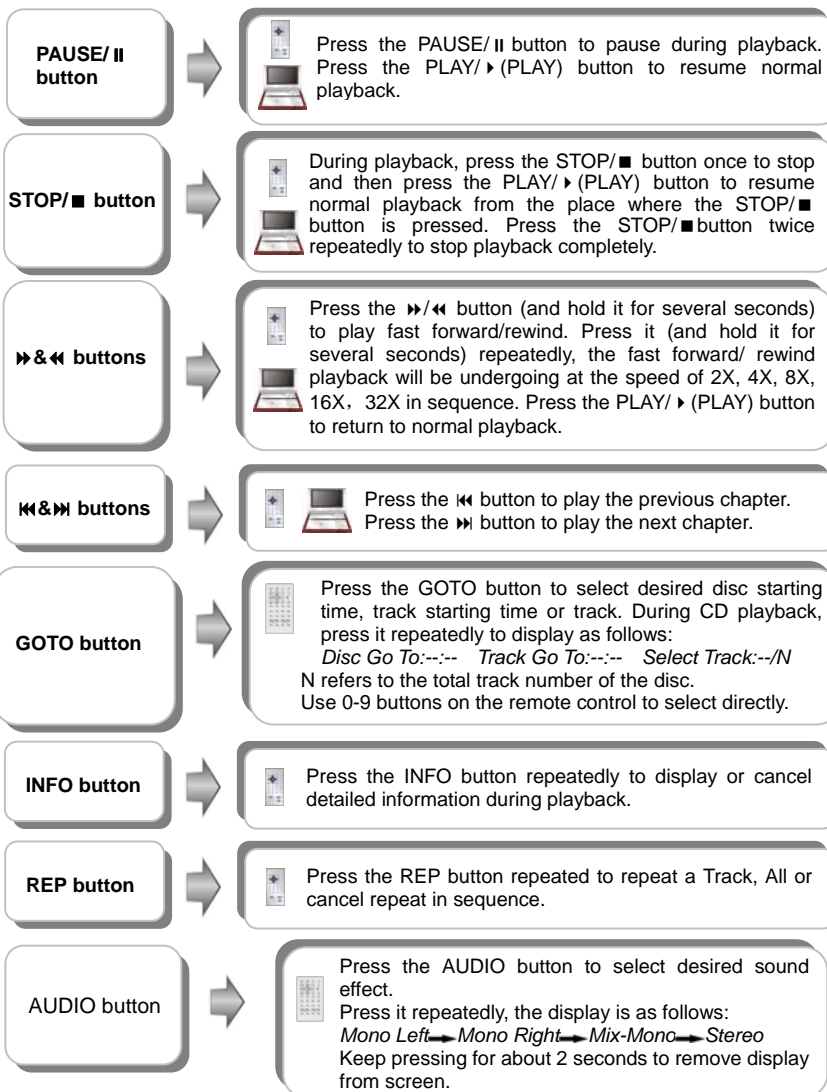 PAUSE/⏸
button
Press the PAUSE/⏸ button to pause during playback.
Press the PLAY/▶(PLAY) button to resume normal
playback.
STOP/■ button
During playback, press the STOP/■ button once to stop
and then press the PLAY/▶(PLAY) button to resume
normal playback from the place where the STOP/■
button is pressed. Press the STOP/■button twice
repeatedly to stop playback completely.
⏩&⏪ buttons
Press the ⏩/⏪ button (and hold it for several seconds)
to play fast forward/rewind. Press it (and hold it for
several seconds) repeatedly, the fast forward/ rewind
playback will be undergoing at the speed of 2X, 4X, 8X,
16X， 32X in sequence. Press the PLAY/▶(PLAY) button
to return to normal playback.
⏮&⏭ buttons
Press the ⏮ button to play the previous chapter.
Press the ⏭ button to play the next chapter.
GOTO button
Press the GOTO button to select desired disc starting
time, track starting time or track. During CD playback,
press it repeatedly to display as follows:
Disc Go To:--:-- Track Go To:--:-- Select Track:--/N
N refers to the total track number of the disc.
Use 0-9 buttons on the remote control to select directly.
INFO button
Press the INFO button repeatedly to display or cancel
detailed information during playback.
REP button
Press the REP button repeated to repeat a Track, All or
cancel repeat in sequence.
AUDIO button
Press the AUDIO button to select desired sound
effect.
Press it repeatedly, the display is as follows:
Mono Left→Mono Right→Mix-Mono→Stereo
Keep pressing for about 2 seconds to remove display
from screen.